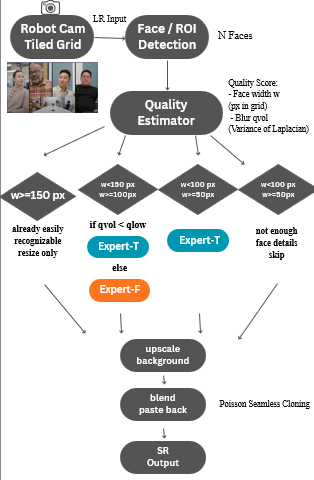 Robot Cam
Tiled Grid
LR Input
Face / ROI
Detection
N Faces
Quality
Estimator
Quality Score:
- Face width w
(px in grid)
- Blur qvol
(Variance of Laplacian)
w>=150 px
w<150 px
w>=100px
w<100 px
w>=50px
w<100 px
w>=50px
already easily
recognizable
resize only
if qvol < qlow
Expert-T
else
Expert-F
Expert-T
not enough
face details
skip
upscale
background
blend
paste back
Poisson Seamless Cloning
SR
Output